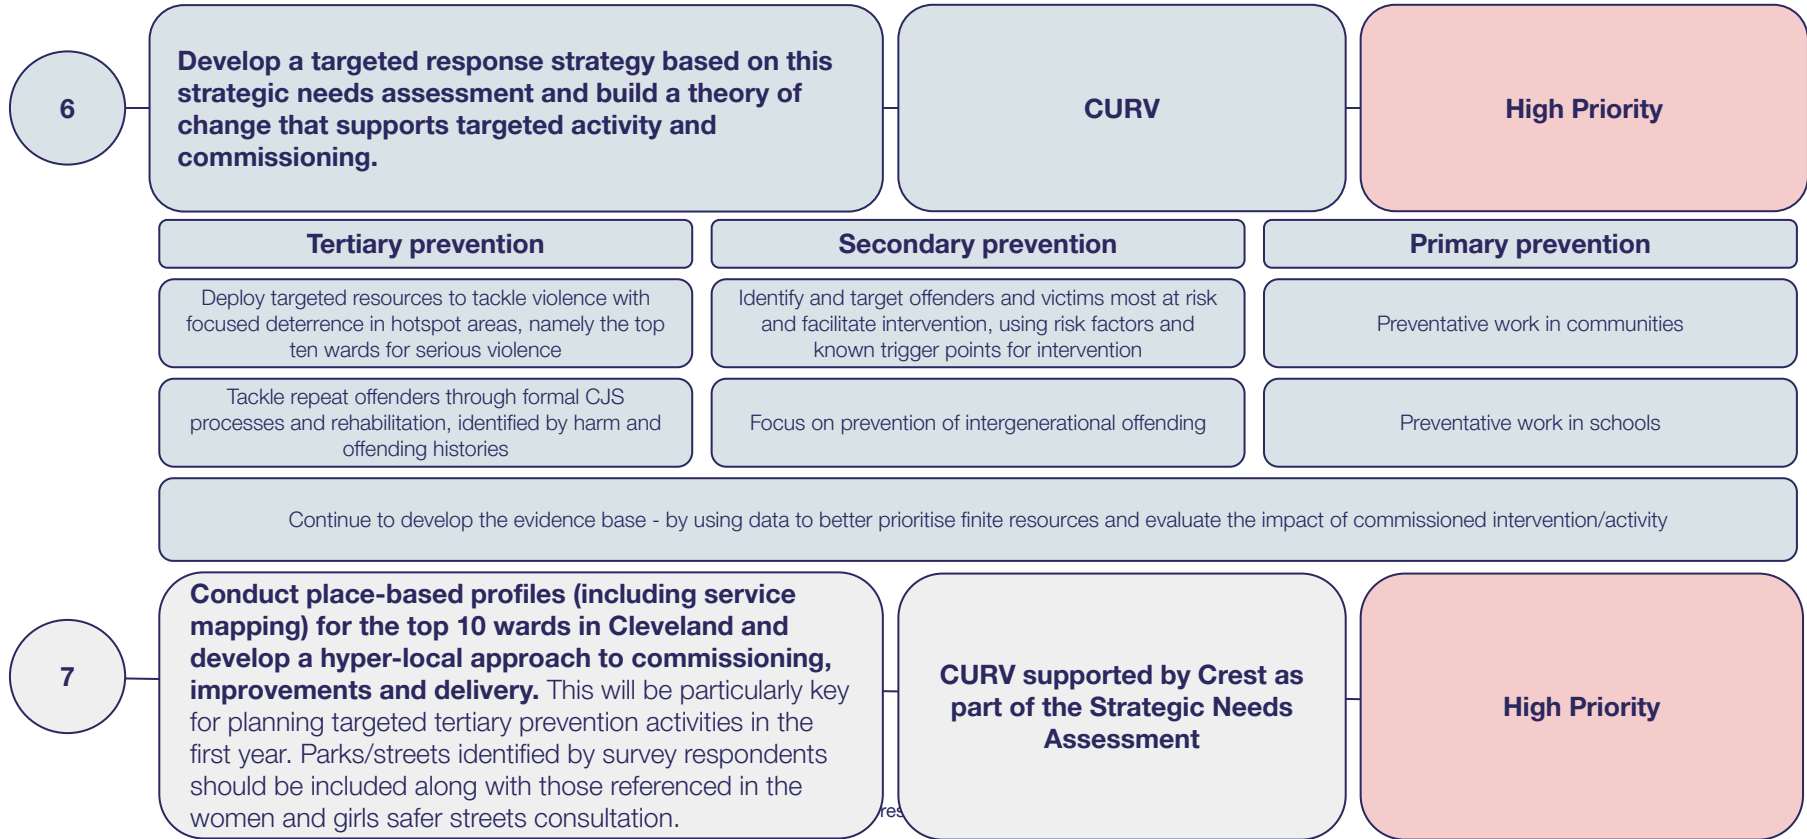 6
Develop a targeted response strategy based on this
strategic needs assessment and build a theory of
change that supports targeted activity and
commissioning.
CURV
High Priority
Tertiary prevention
Secondary prevention
Primary prevention
Deploy targeted resources to tackle violence with
focused deterrence in hotspot areas, namely the top
ten wards for serious violence
Identify and target offenders and victims most at risk
and facilitate intervention, using risk factors and
known trigger points for intervention
Preventative work in communities
Tackle repeat offenders through formal CJS
processes and rehabilitation, identified by harm and
offending histories
Focus on prevention of intergenerational offending
Preventative work in schools
Continue to develop the evidence base - by using data to better prioritise finite resources and evaluate the impact of commissioned intervention/activity
7
Conduct place-based profiles (including service
mapping) for the top 10 wards in Cleveland and
develop a hyper-local approach to commissioning,
improvements and delivery. This will be particularly key
for planning targeted tertiary prevention activities in the
first year. Parks/streets identified by survey respondents
should be included along with those referenced in the
women and girls safer streets consultation.
CURV supported by Crest as
part of the Strategic Needs
Assessment
High Priority